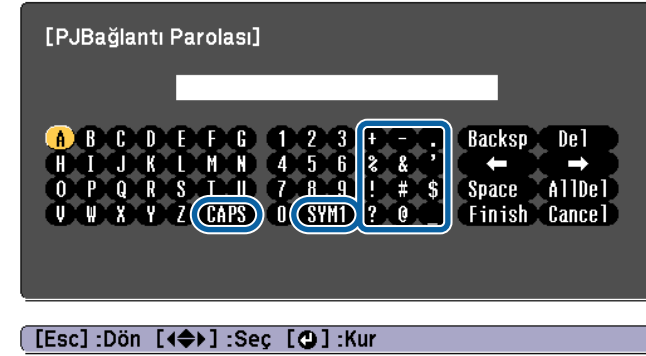 [PJBağlantı Parolası]
A B C D E F G 1 2 3 + - . Backsp Del
H I J K L M N 4 5 6 % & ' ← →
O P Q R S T U 7 8 9 ! # $ Space AllDel
V W X Y Z CAPS 0 SYM1 ? @ _ Finish Cancel
[Esc] :Dön [◀◆▶] :Seç [↵] :Kur